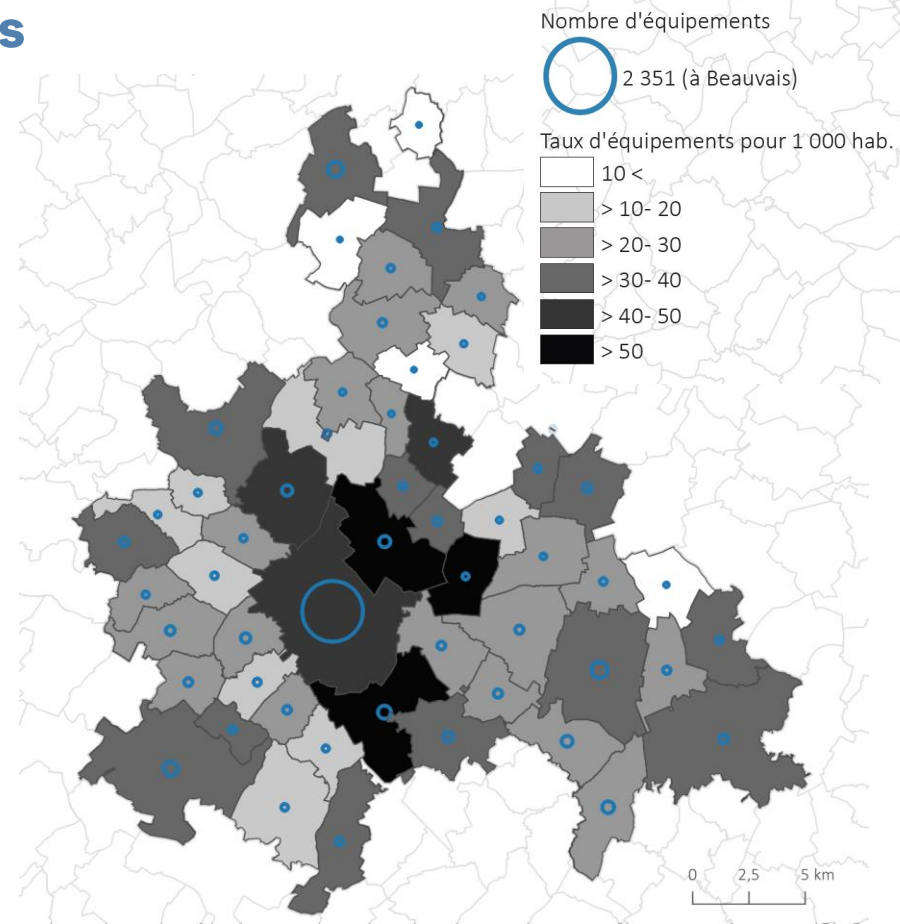 s
Nombre d'équipements
2 351 (à Beauvais)
Taux d'équipements pour 1 000 hab.
10 <
> 10- 20
> 20- 30
> 30- 40
> 40- 50
> 50
0 2,5 5 km